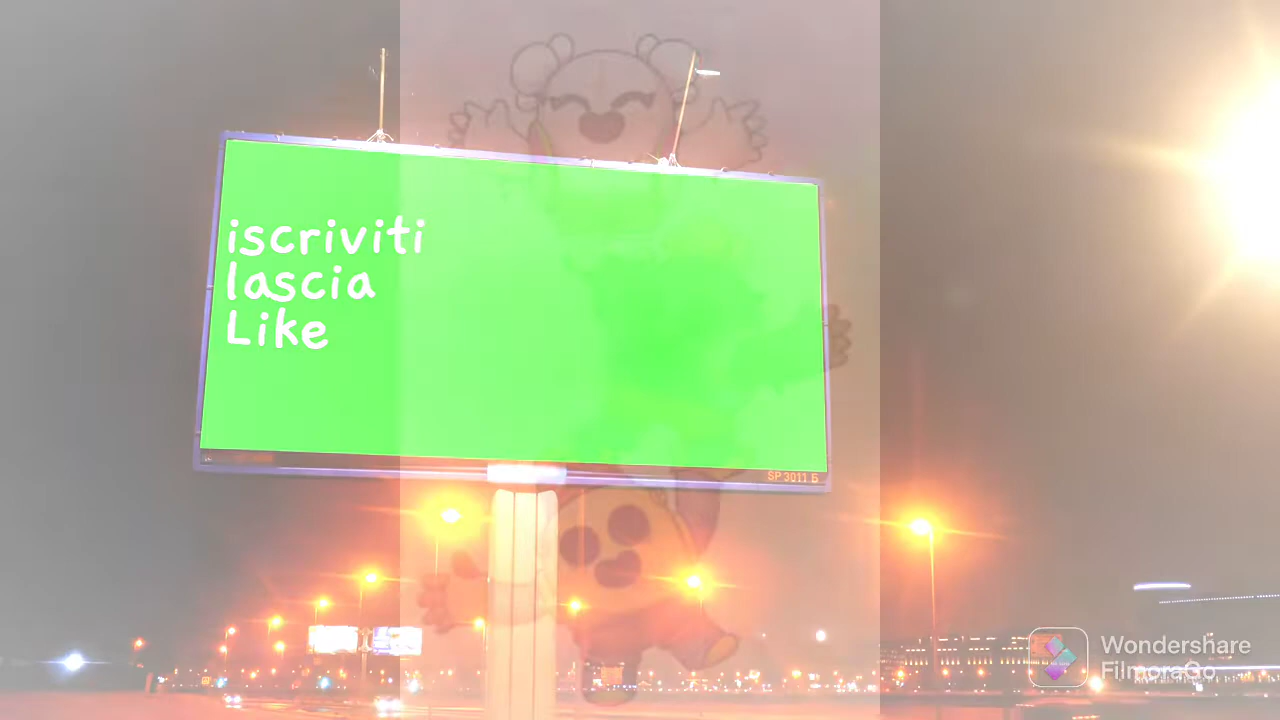 iscriviti
lascia
Like
SP 3011 Б
Wondershare
FilmoraGo